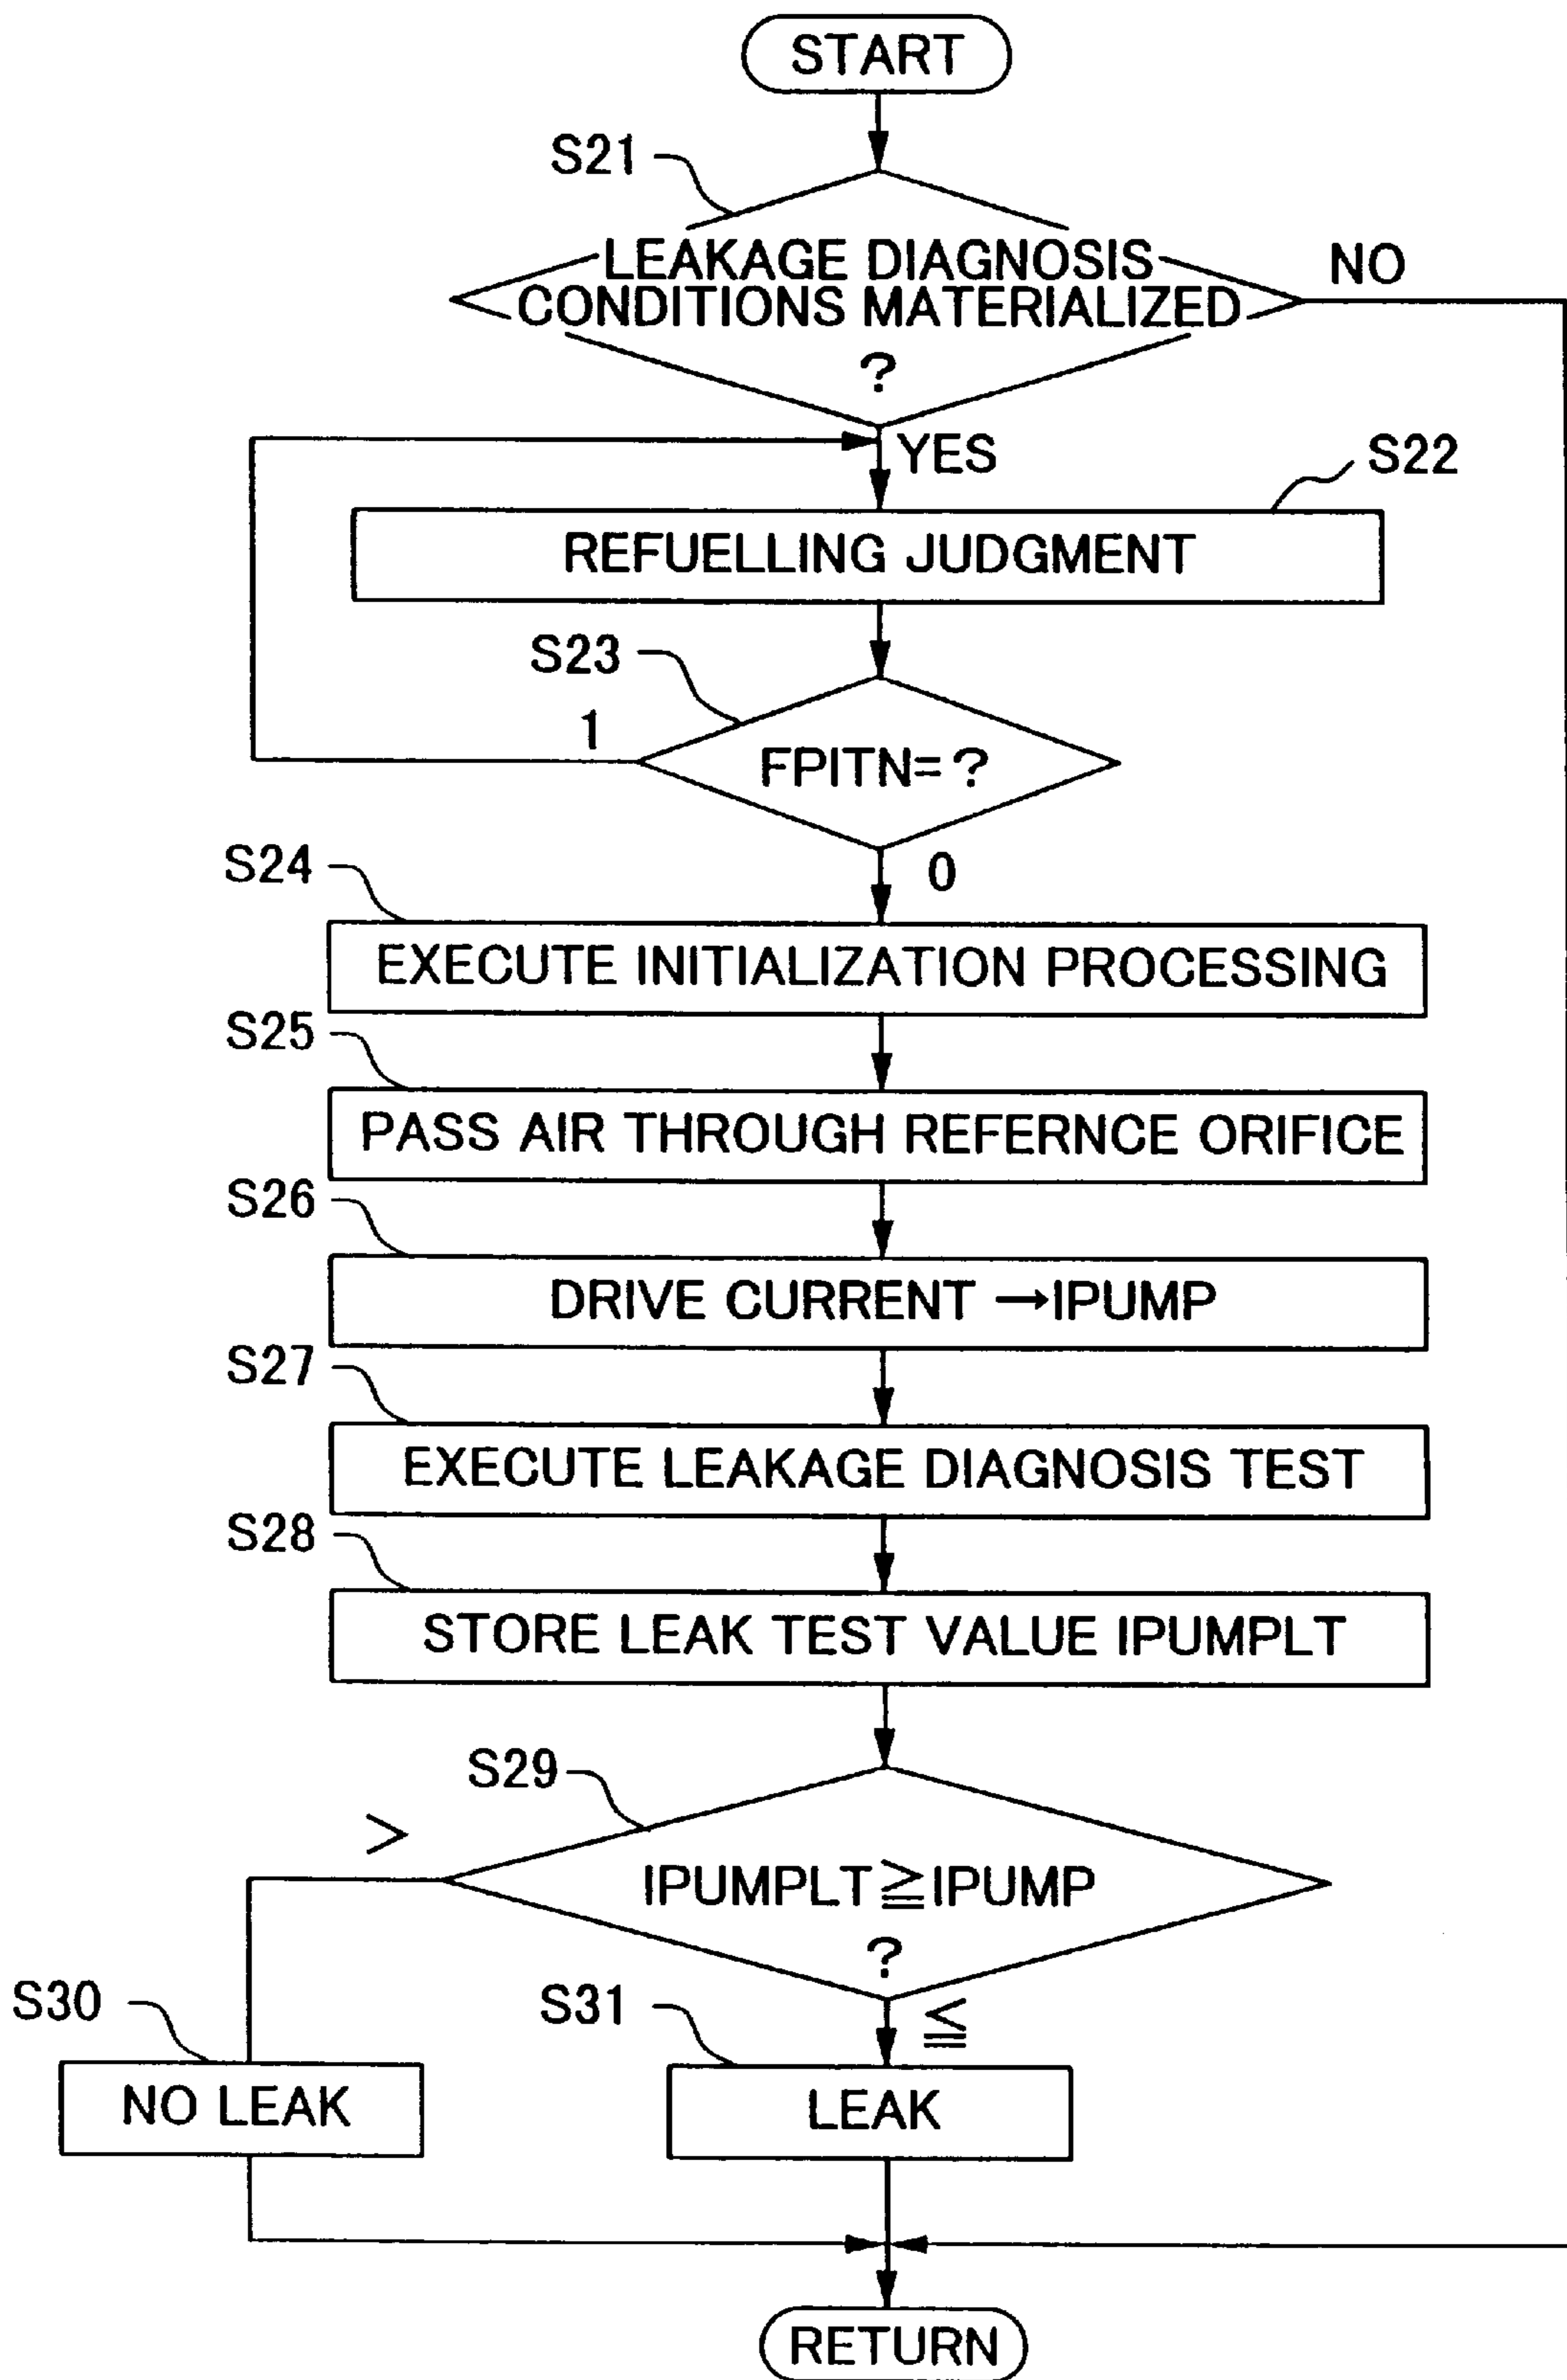 START
S21
LEAKAGE DIAGNOSIS
CONDITIONS MATERIALIZED
?
NO
YES
S22
REFUELLING JUDGMENT
S23
1
FPITN=?
0
S24
EXECUTE INITIALIZATION PROCESSING
S25
PASS AIR THROUGH REFERNCE ORIFICE
S26
DRIVE CURRENT →IPUMP
S27
EXECUTE LEAKAGE DIAGNOSIS TEST
S28
STORE LEAK TEST VALUE IPUMPLT
S29
>
IPUMPLT≧IPUMP
?
≦
S30
NO LEAK
S31
LEAK
RETURN